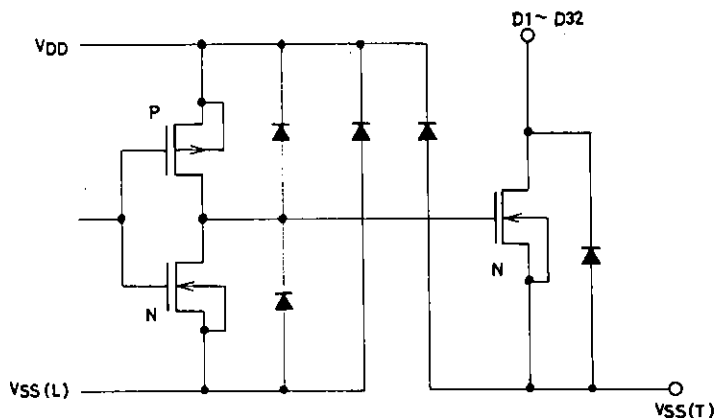 D1~D32
VDD
P
N
N
VSS(L)
VSS(T)